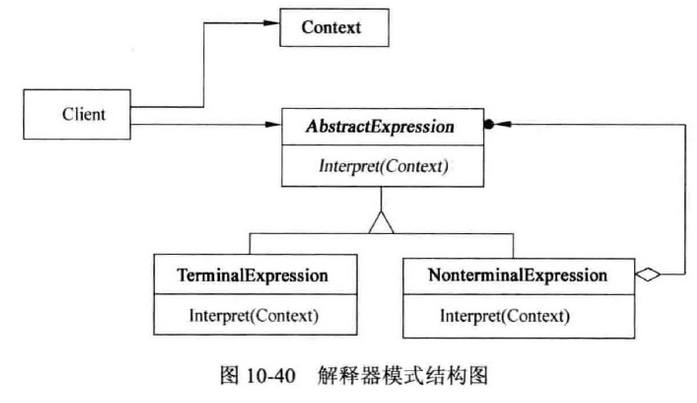 Context
Client
AbstractExpression
Interpret(Context)
TerminalExpression
Interpret(Context)
NonterminalExpression
Interpret(Context)
图 10-40 解释器模式结构图